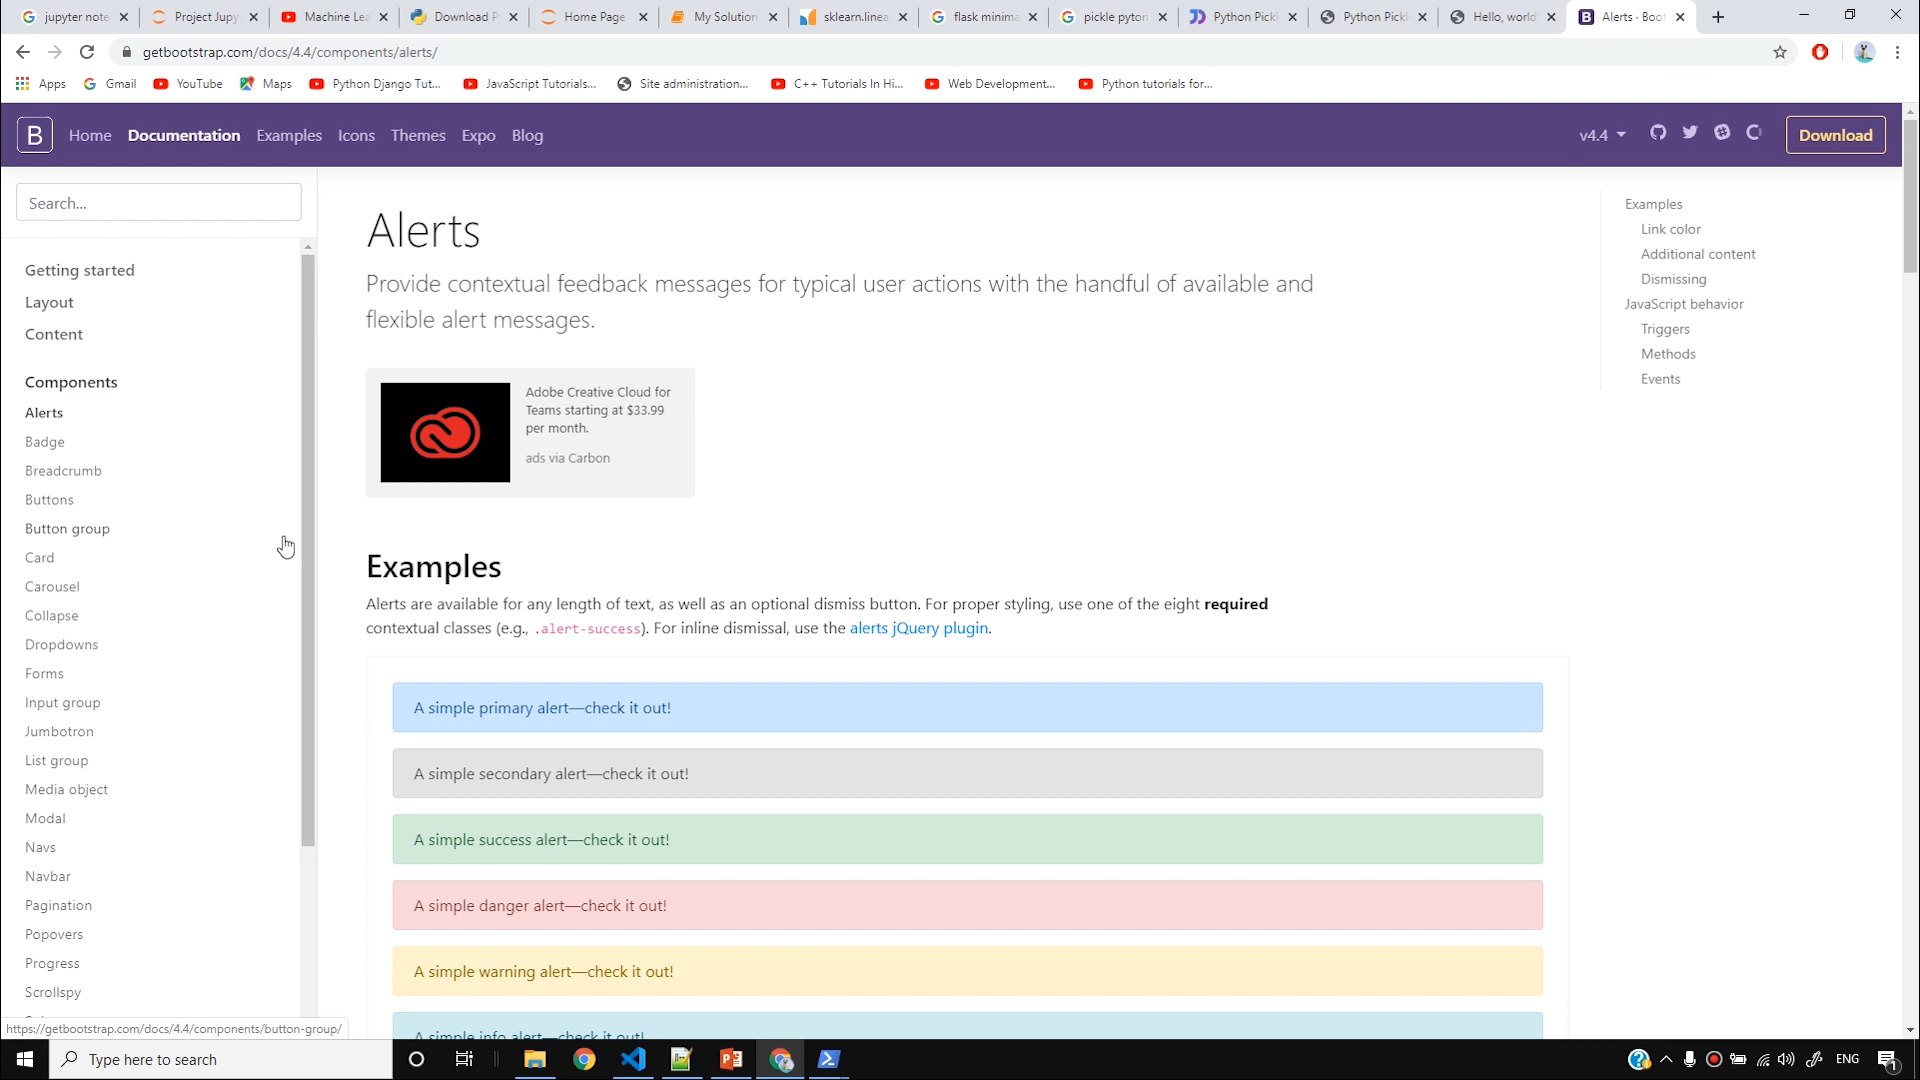 jupyter note
Project Jupy
Machine Lea
Download P
Home Page
My Solution
sklearn.linea
flask minima
pickle pyton
Python Pickl
Python Pickl
Hello, world
Alerts · Boot
getbootstrap.com/docs/4.4/components/alerts/
Apps
Gmail
YouTube
Maps
Python Django Tut...
JavaScript Tutorials...
Site administration...
C++ Tutorials In Hi...
Web Development...
Python tutorials for...
B
Home
Documentation
Examples
Icons
Themes
Expo
Blog
v4.4
Download
Search...
Getting started
Layout
Content
Components
Alerts
Badge
Breadcrumb
Buttons
Button group
Card
Carousel
Collapse
Dropdowns
Forms
Input group
Jumbotron
List group
Media object
Modal
Navs
Navbar
Pagination
Popovers
Progress
Scrollspy
https://getbootstrap.com/docs/4.4/components/button-group/
Alerts
Provide contextual feedback messages for typical user actions with the handful of available and
flexible alert messages.
Adobe Creative Cloud for
Teams starting at $33.99
per month.
ads via Carbon
Examples
Alerts are available for any length of text, as well as an optional dismiss button. For proper styling, use one of the eight required
contextual classes (e.g., .alert-success). For inline dismissal, use the alerts jQuery plugin.
A simple primary alert—check it out!
A simple secondary alert—check it out!
A simple success alert—check it out!
A simple danger alert—check it out!
A simple warning alert—check it out!
A simple info alert—check it out!
Examples
Link color
Additional content
Dismissing
JavaScript behavior
Triggers
Methods
Events
Type here to search
ENG
1